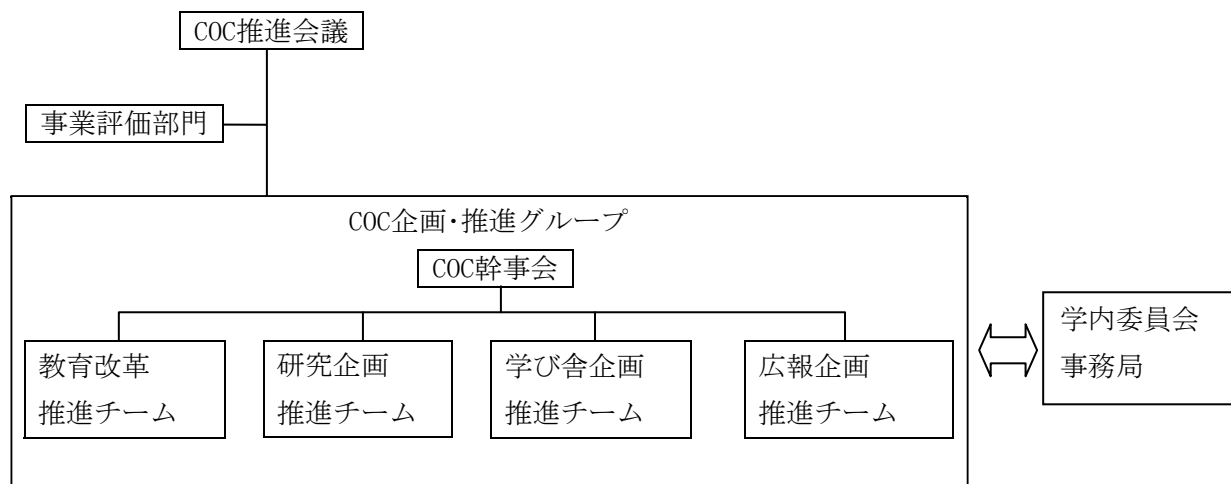 COC推進会議
事業評価部門
COC企画・推進グループ
COC幹事会
教育改革
推進チーム
研究企画
推進チーム
学び舎企画
推進チーム
広報企画
推進チーム
学内委員会
事務局